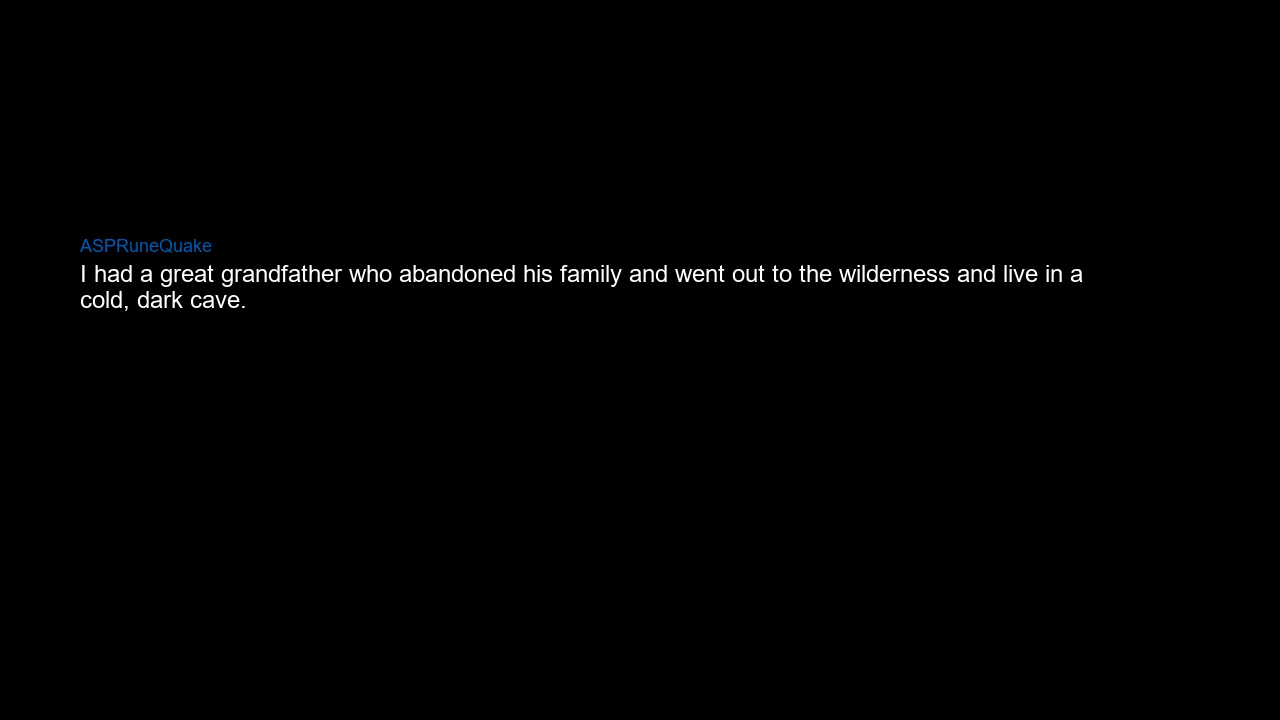 ASPRuneQuake
I had a great grandfather who abandoned his family and went out to the wilderness and live in a
cold, dark cave.